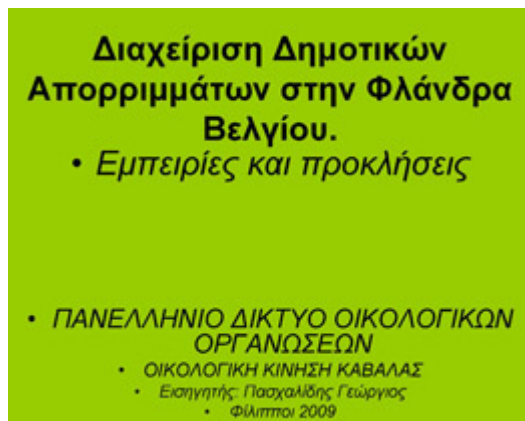 Διαχείριση Δημοτικών
Απορριμμάτων στην Φλάνδρα
Βελγίου.
• Εμπειρίες και προκλήσεις
• ΠΑΝΕΛΛΗΝΙΟ ΔΙΚΤΥΟ ΟΙΚΟΛΟΓΙΚΩΝ
ΟΡΓΑΝΩΣΕΩΝ
• ΟΙΚΟΛΟΓΙΚΗ ΚΙΝΗΣΗ ΚΑΒΑΛΑΣ
• Εισηγητής: Πασχαλίδης Γεώργιος
• Φίλιπποι 2009